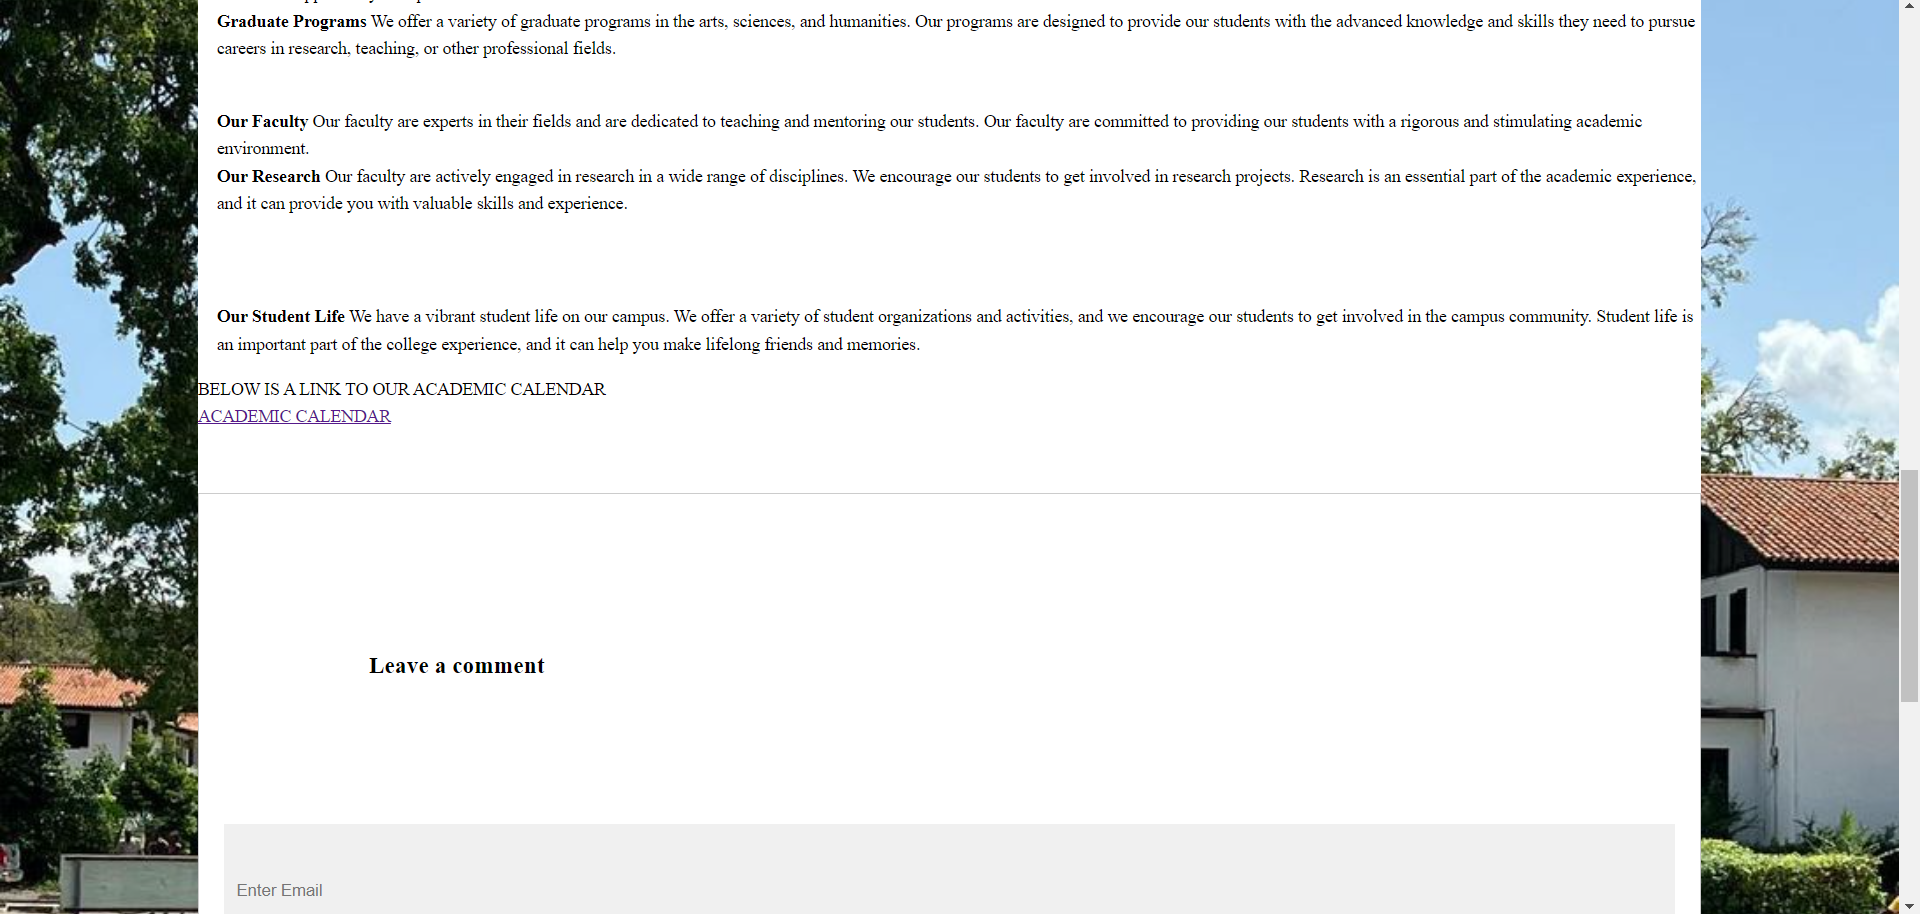 Graduate Programs We offer a variety of graduate programs in the arts, sciences, and humanities. Our programs are designed to provide our students with the advanced knowledge and skills they need to pursue
careers in research, teaching, or other professional fields.
Our Faculty Our faculty are experts in their fields and are dedicated to teaching and mentoring our students. Our faculty are committed to providing our students with a rigorous and stimulating academic
environment.
Our Research Our faculty are actively engaged in research in a wide range of disciplines. We encourage our students to get involved in research projects. Research is an essential part of the academic experience,
and it can provide you with valuable skills and experience.
Our Student Life We have a vibrant student life on our campus. We offer a variety of student organizations and activities, and we encourage our students to get involved in the campus community. Student life is
an important part of the college experience, and it can help you make lifelong friends and memories.
BELOW IS A LINK TO OUR ACADEMIC CALENDAR
ACADEMIC CALENDAR
Leave a comment
Enter Email